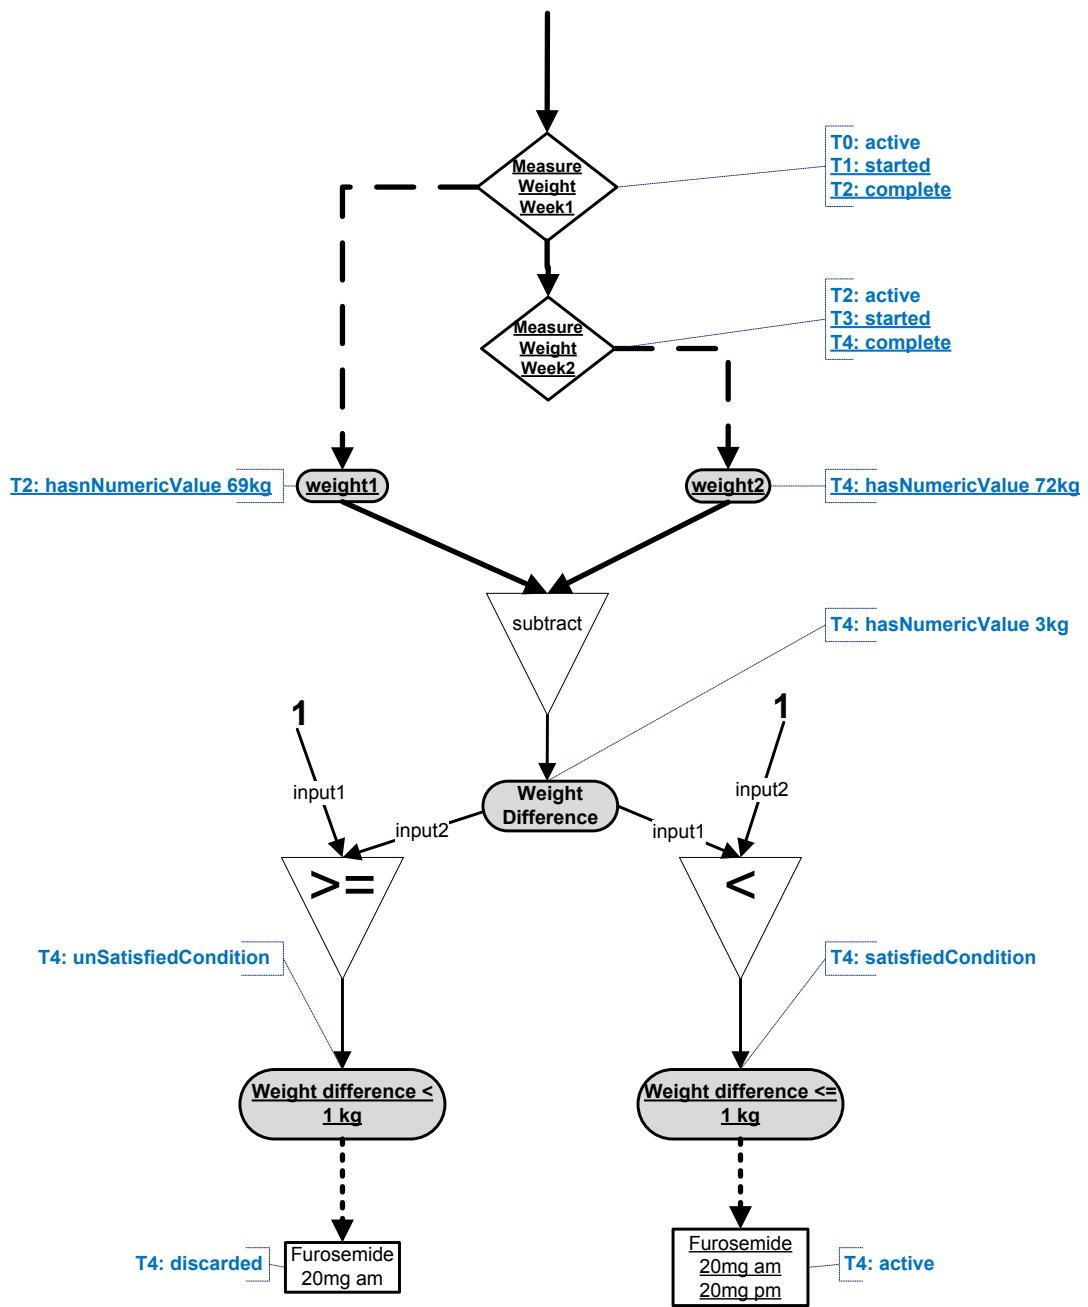 Measure
Weight
Week1
T0: active
T1: started
T2: complete
Measure
Weight
Week2
T2: active
T3: started
T4: complete
T2: hasnNumericValue 69kg
weight1
weight2
T4: hasNumericValue 72kg
subtract
T4: hasNumericValue 3kg
1
1
input1
Weight
Difference
input2
input2
input1
>=
<
T4: unSatisfiedCondition
T4: satisfiedCondition
Weight difference <
1 kg
Weight difference <=
1 kg
T4: discarded
Furosemide
20mg am
Furosemide
20mg am
20mg pm
T4: active